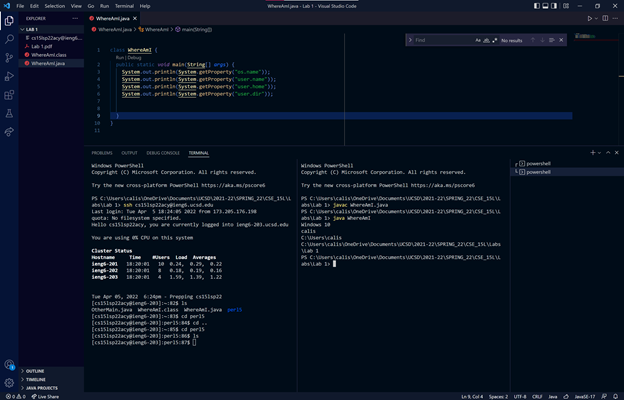 File Edit Selection View Go Run Terminal Help
WhereAmI.java - Lab 1 - Visual Studio Code
EXPLORER
LAB 1
cs15lsp22acy@ieng6....
Lab 1.pdf
WhereAmI.class
WhereAmI.java
OUTLINE
TIMELINE
JAVA PROJECTS
WhereAmI.java
WhereAmI.java > WhereAmI > main(String[])
Find
Aa
No results
1
2 class WhereAmI {
Run | Debug
3 public static void main(String[] args) {
4 System.out.println(System.getProperty("os.name"));
5 System.out.println(System.getProperty("user.name"));
6 System.out.println(System.getProperty("user.home"));
7 System.out.println(System.getProperty("user.dir"));
8
9 }
10 }
11
PROBLEMS OUTPUT DEBUG CONSOLE TERMINAL
Windows PowerShell
Copyright (C) Microsoft Corporation. All rights reserved.
Try the new cross-platform PowerShell https://aka.ms/pscore6
PS C:\Users\calis\OneDrive\Documents\UCSD\2021-22\SPRING_22\CSE_15L\L
abs\Lab 1> ssh cs15lsp22acy@ieng6.ucsd.edu
Last login: Tue Apr 5 18:24:05 2022 from 173.205.176.198
quota: No filesystem specified.
Hello cs15lsp22acy, you are currently logged into ieng6-203.ucsd.edu
You are using 0% CPU on this system
Cluster Status
Hostname Time #Users Load Averages
ieng6-201 18:20:01 10 0.24, 0.29, 0.22
ieng6-202 18:20:01 8 0.18, 0.19, 0.16
ieng6-203 18:20:01 4 1.59, 1.39, 1.22
Tue Apr 05, 2022 6:24pm - Prepping cs15lsp22
[cs15lsp22acy@ieng6-203]:~:82$ ls
OtherMain.java WhereAmI.class WhereAmI.java perl5
[cs15lsp22acy@ieng6-203]:~:83$ cd perl5
[cs15lsp22acy@ieng6-203]:perl5:84$ cd ..
[cs15lsp22acy@ieng6-203]:~:85$ cd perl5
[cs15lsp22acy@ieng6-203]:perl5:86$ ls
[cs15lsp22acy@ieng6-203]:perl5:87$
Windows PowerShell
Copyright (C) Microsoft Corporation. All rights reserved.
Try the new cross-platform PowerShell https://aka.ms/pscore6
PS C:\Users\calis\OneDrive\Documents\UCSD\2021-22\SPRING_22\CSE_15L\L
abs\Lab 1> javac WhereAmI.java
PS C:\Users\calis\OneDrive\Documents\UCSD\2021-22\SPRING_22\CSE_15L\L
abs\Lab 1> java WhereAmI
Windows 10
calis
C:\Users\calis
C:\Users\calis\OneDrive\Documents\UCSD\2021-22\SPRING_22\CSE_15L\Labs
\Lab 1
PS C:\Users\calis\OneDrive\Documents\UCSD\2021-22\SPRING_22\CSE_15L\L
abs\Lab 1>
powershell
powershell
0 0 Live Share
Ln 9, Col 4 Spaces: 2 UTF-8 CRLF Java JavaSE-17